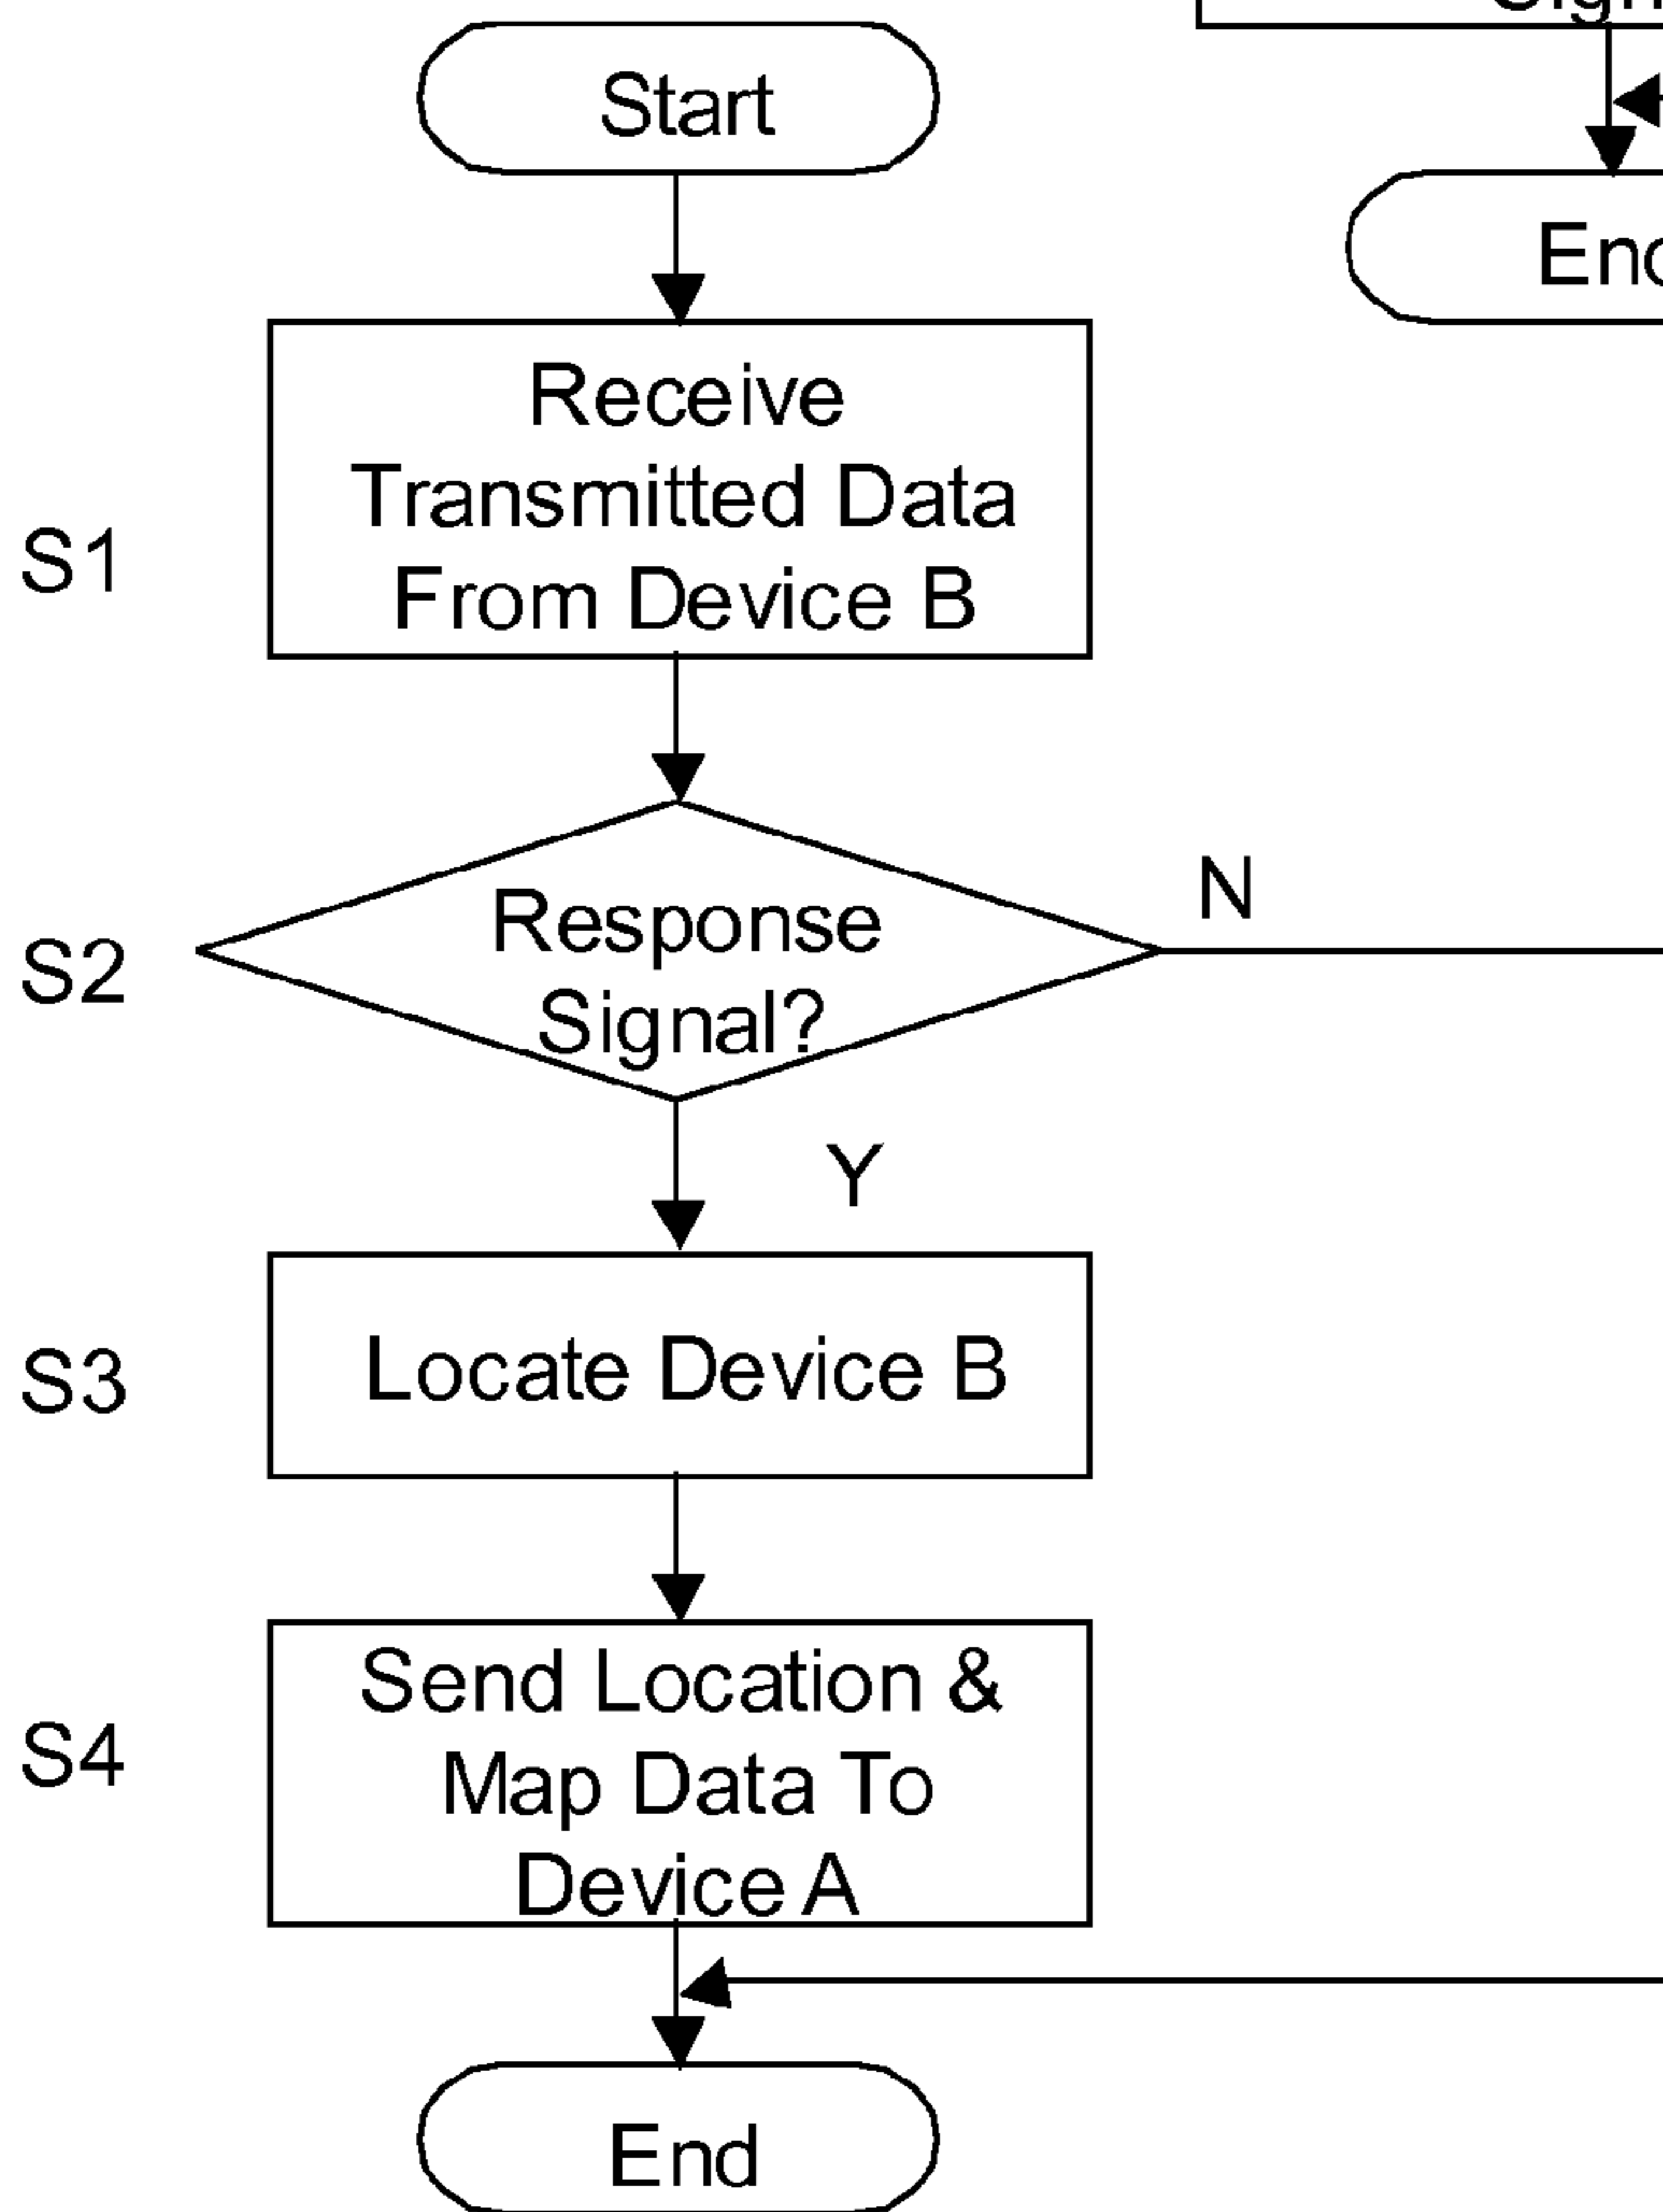 Start
Receive
Transmitted Data
From Device B
S1
Response
Signal?
S2
N
Y
Locate Device B
S3
Send Location &
Map Data To
Device A
S4
End